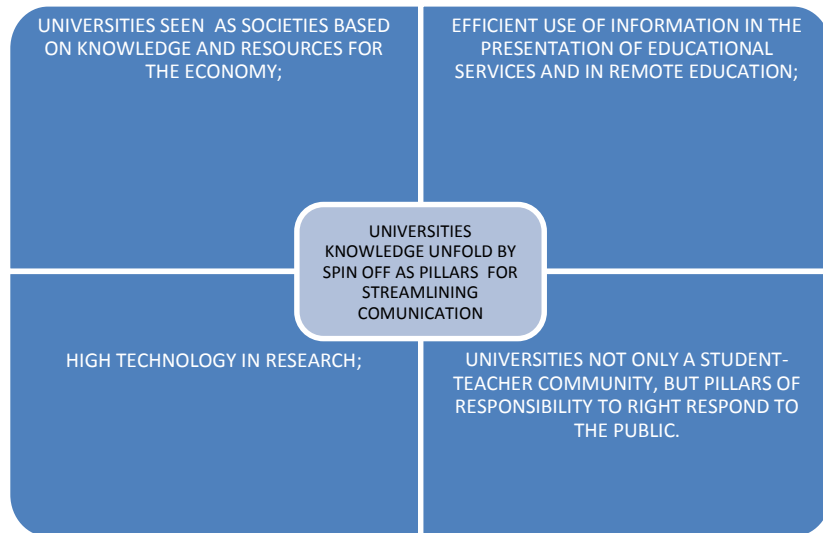 UNIVERSITIES SEEN AS SOCIETIES BASED
ON KNOWLEDGE AND RESOURCES FOR
THE ECONOMY;
EFFICIENT USE OF INFORMATION IN THE
PRESENTATION OF EDUCATIONAL
SERVICES AND IN REMOTE EDUCATION;
UNIVERSITIES
KNOWLEDGE UNFOLD BY
SPIN OFF AS PILLARS FOR
STREAMLINING
COMUNICATION
HIGH TECHNOLOGY IN RESEARCH;
UNIVERSITIES NOT ONLY A STUDENT-
TEACHER COMMUNITY, BUT PILLARS OF
RESPONSIBILITY TO RIGHT RESPOND TO
THE PUBLIC.